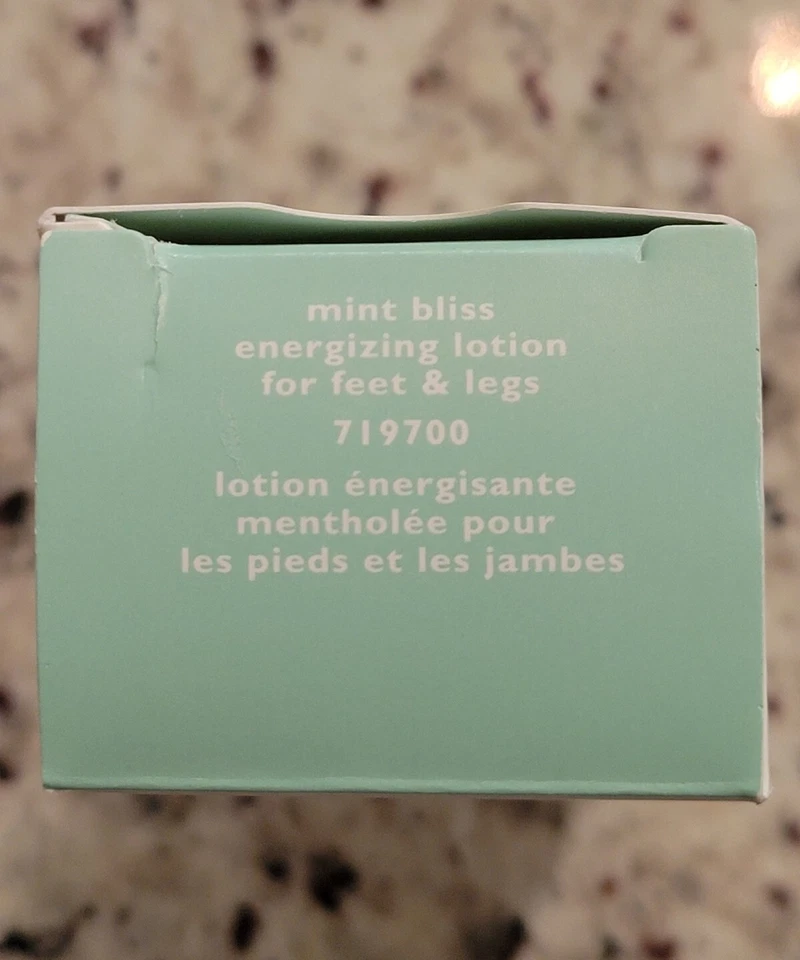 mint bliss
energizing lotion
for feet & legs
719700
lotion énergisante
mentholée pour
les pieds et les jambes